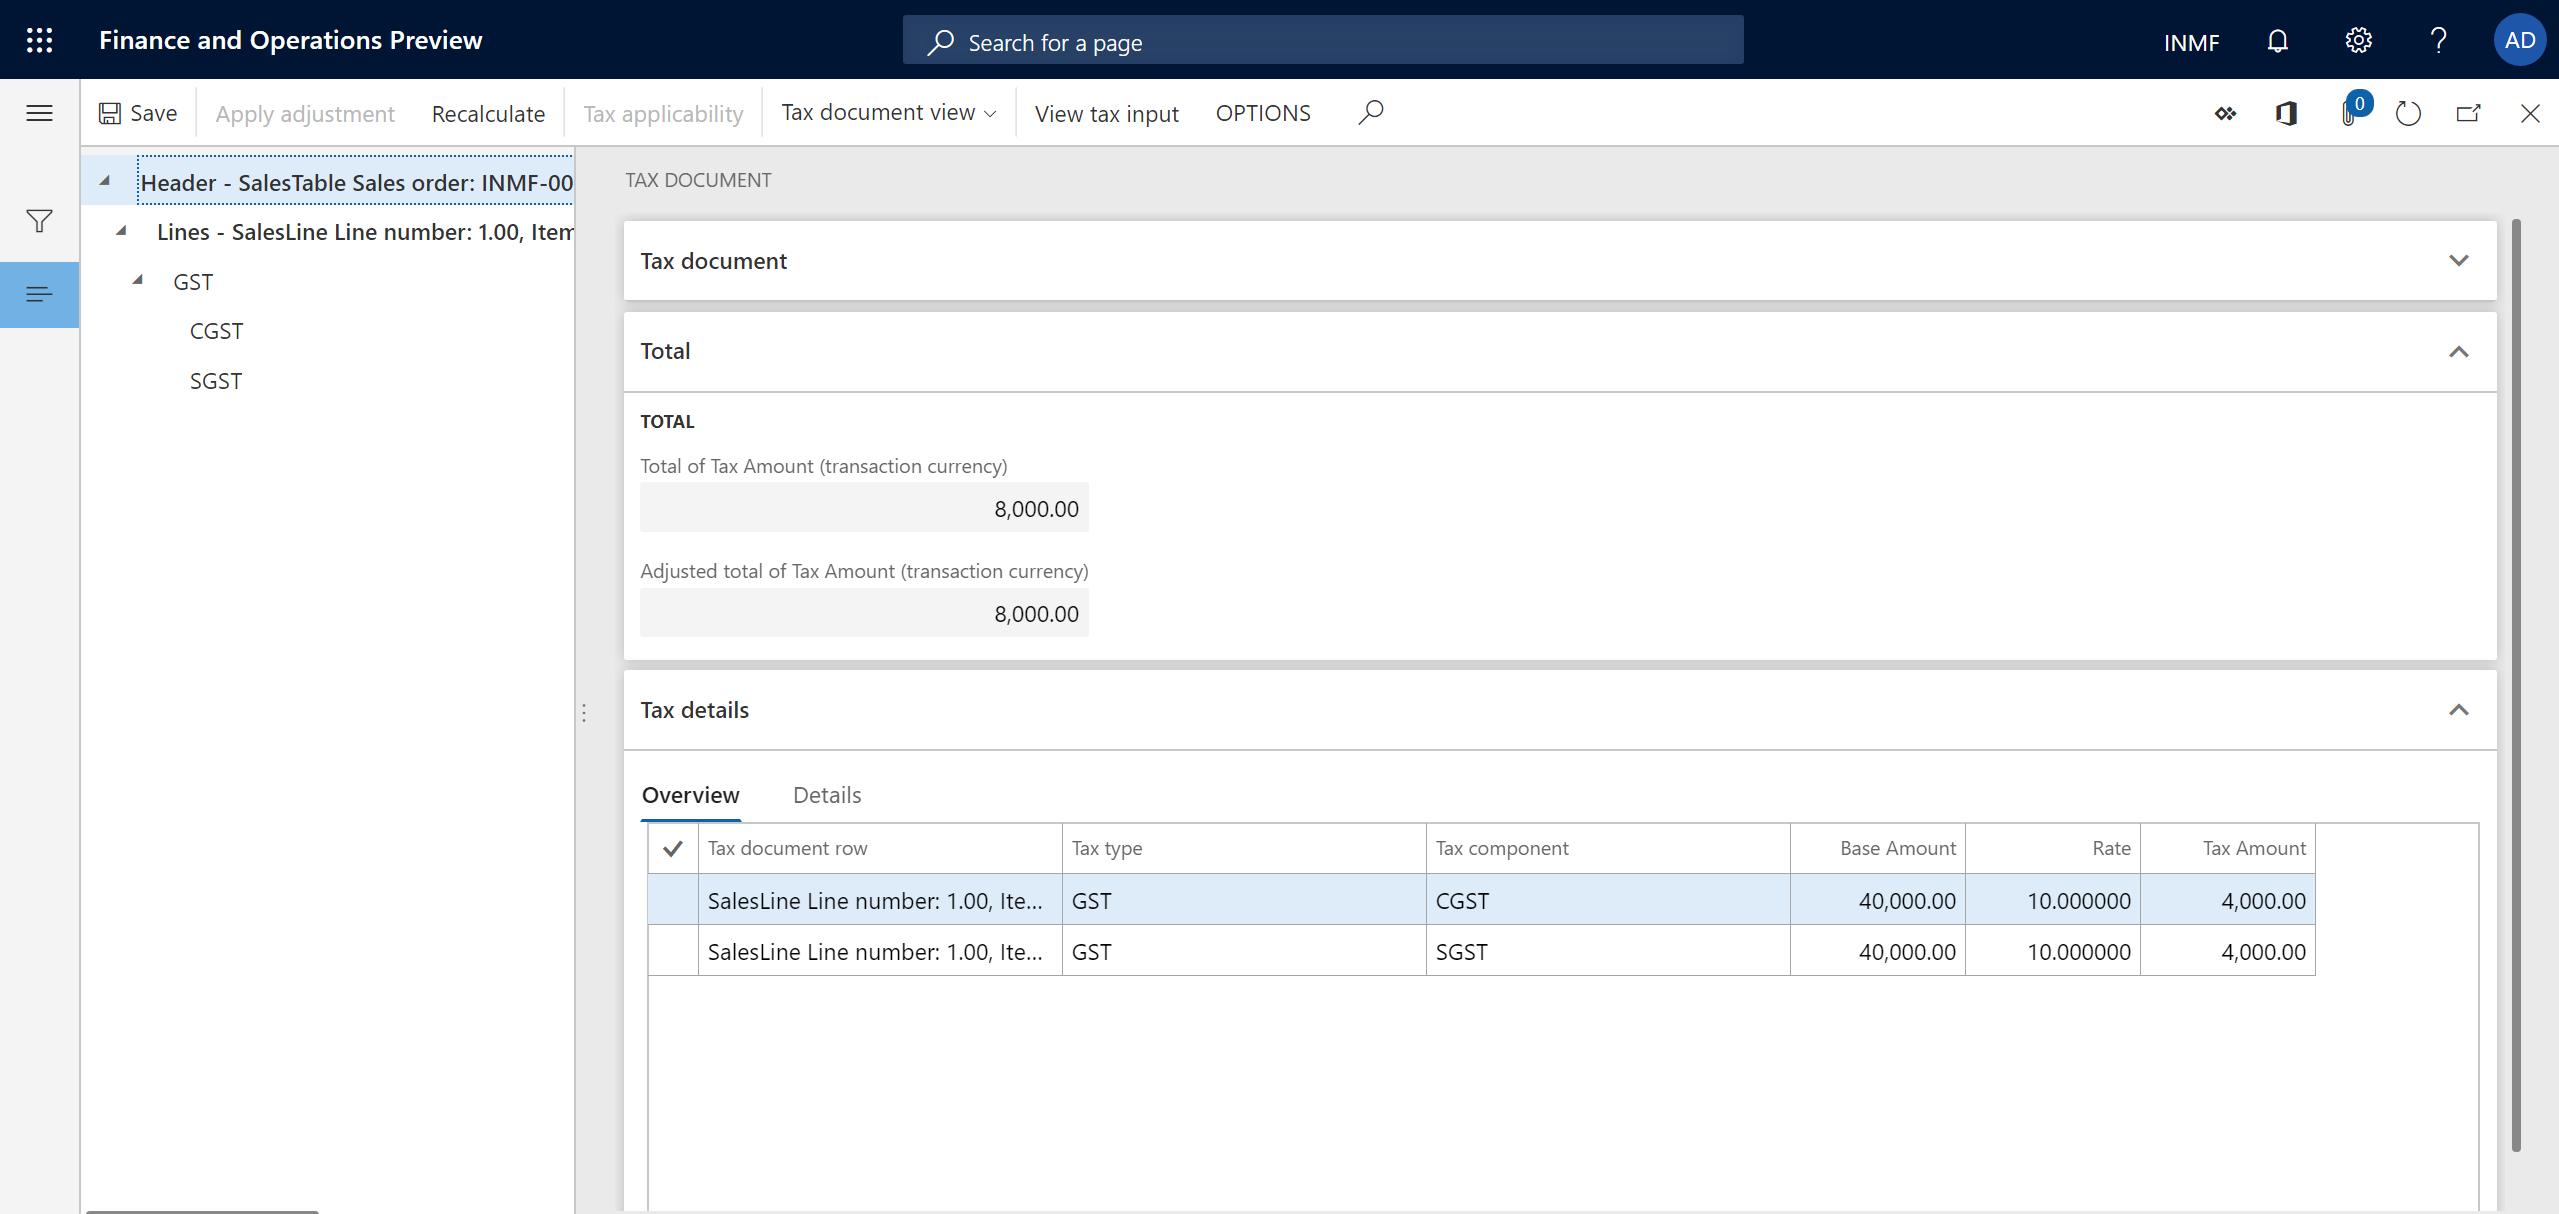 Finance and Operations Preview
Search for a page
INMF
?
AD
Save
Apply adjustment
Recalculate
Tax applicability
Tax document view
View tax input
OPTIONS
0
Header - SalesTable Sales order: INMF-00
Lines - SalesLine Line number: 1.00, Item
GST
CGST
SGST
TAX DOCUMENT
Tax document
Total
TOTAL
Total of Tax Amount (transaction currency)
8,000.00
Adjusted total of Tax Amount (transaction currency)
8,000.00
Tax details
Overview Details
Tax document row Tax type Tax component Base Amount Rate Tax Amount
SalesLine Line number: 1.00, Ite... GST CGST 40,000.00 10.000000 4,000.00
SalesLine Line number: 1.00, Ite... GST SGST 40,000.00 10.000000 4,000.00